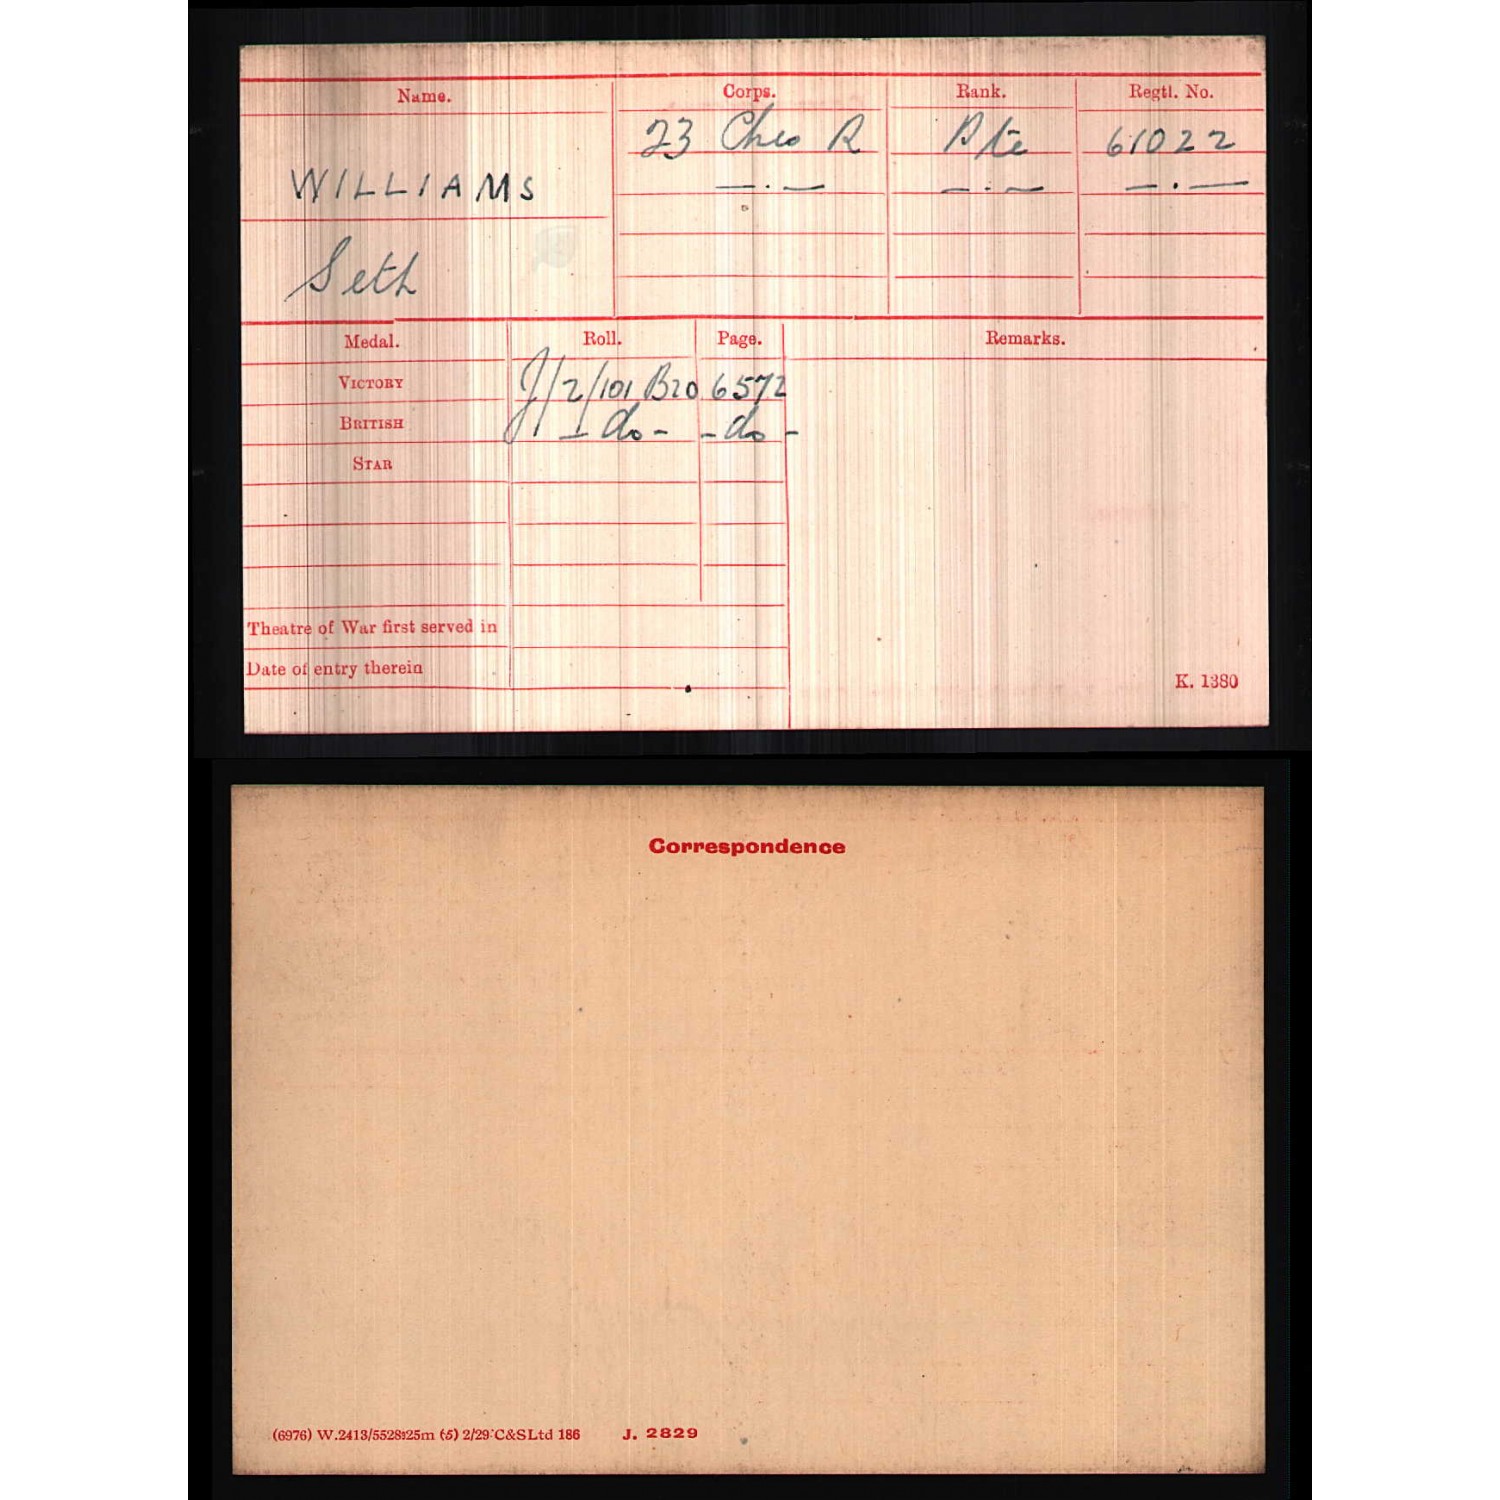 Name. Corps. Rank. Regtl. No.
23 Ches R Pte 61022
WILLIAMS —.— —.— —.—
Seth
Medal. Roll. Page. Remarks.
VICTORY J/2/101 B20 6572
BRITISH - do - - do -
STAR
Theatre of War first served in
Date of entry therein
K. 1380
Correspondence
(6976) W.2413/5528 25m (5) 2/29 C&SLtd 186 J. 2829